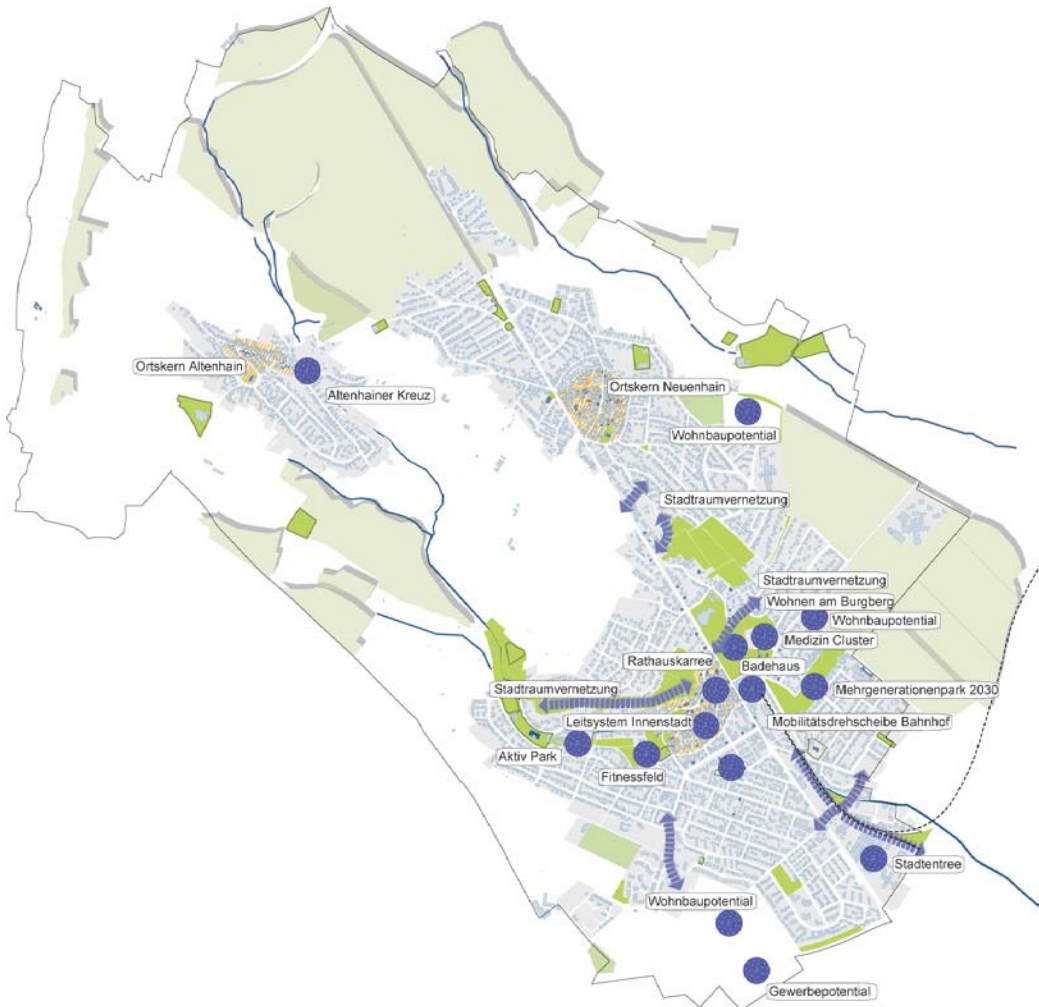 Ortskern Altenhain
Altenhainer Kreuz
Ortskern Neuenhain
Wohnbaupotential
Stadtraumvernetzung
Stadtraumvernetzung
Wohnen am Burgberg
Wohnbaupotential
Medizin Cluster
Rathauskarree
Badehaus
Stadtraumvernetzung
Mehrgenerationenpark 2030
Leitsystem Innenstadt
Mobilitätsdrehscheibe Bahnhof
Aktiv Park
Fitnessfeld
Stadtentree
Wohnbaupotential
Gewerbepotential